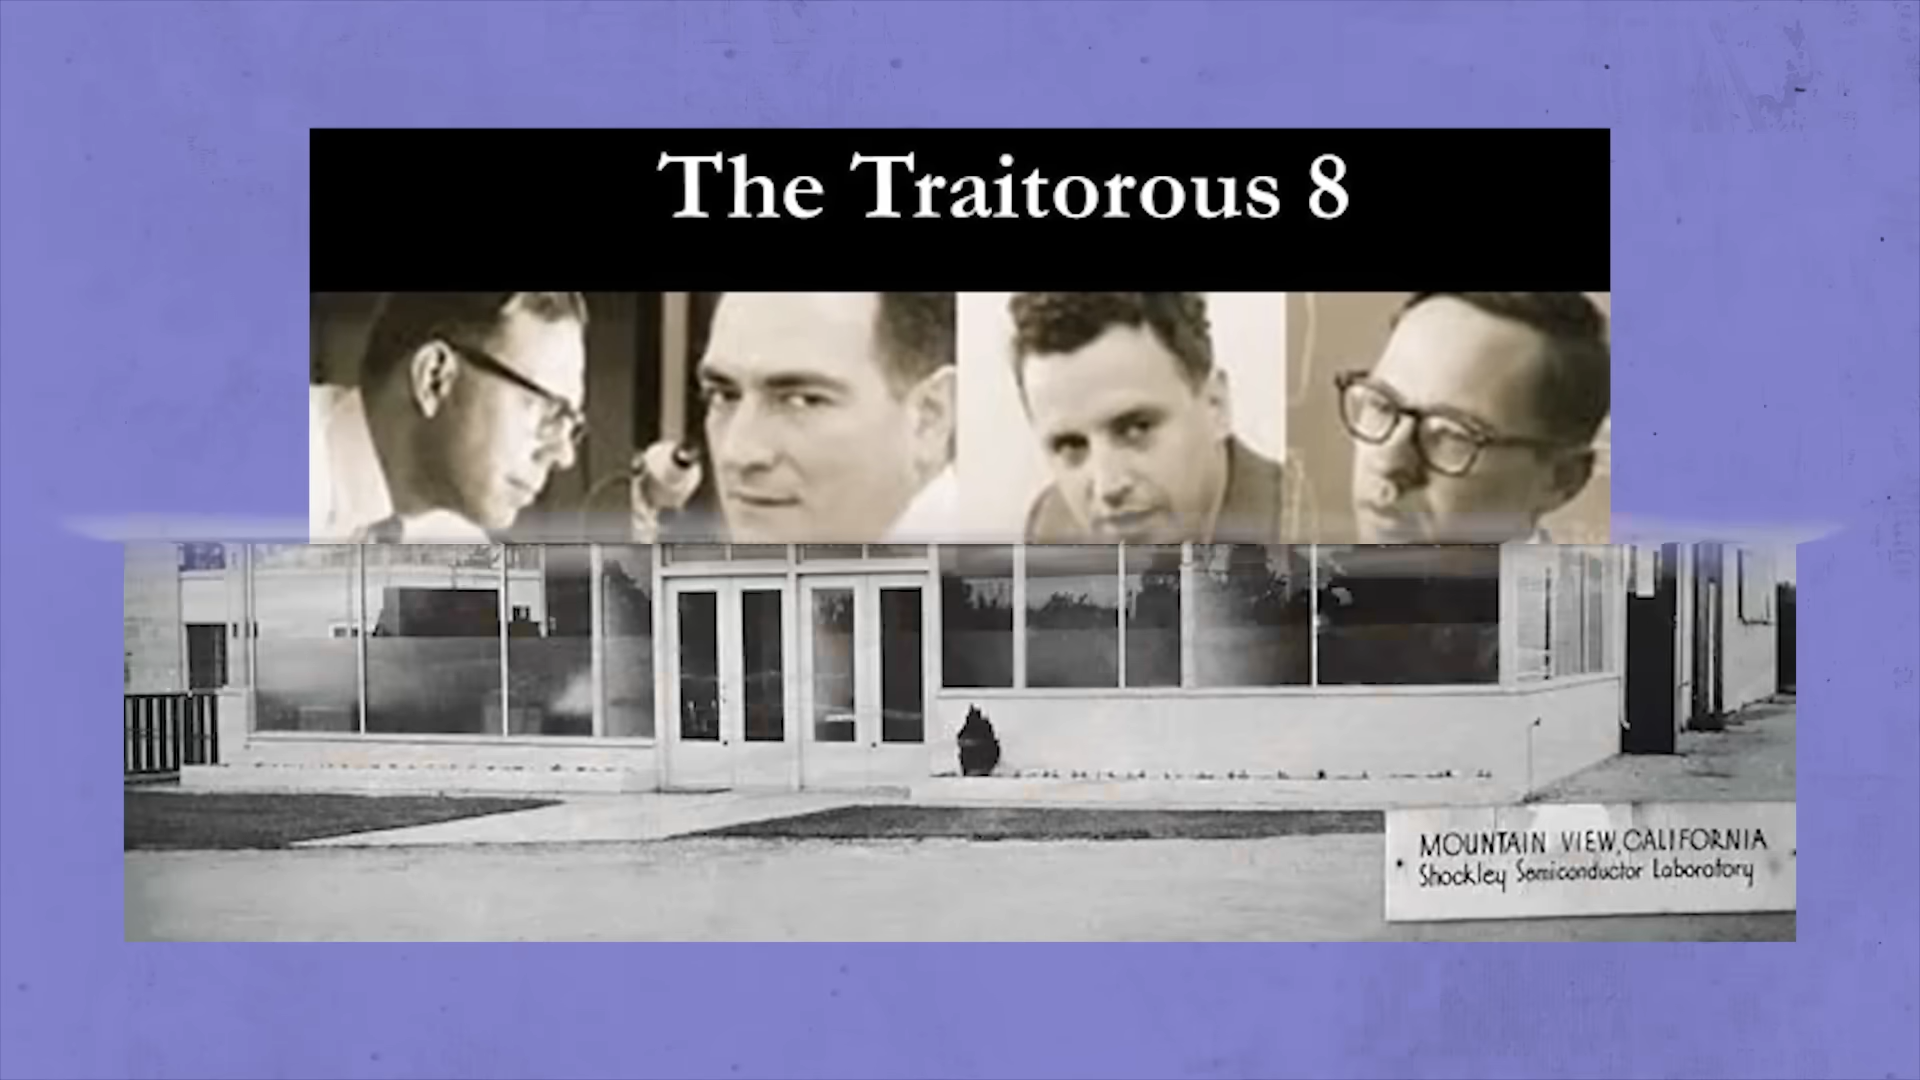 The Traitorous 8
MOUNTAIN VIEW, CALIFORNIA
Shockley Semiconductor Laboratory